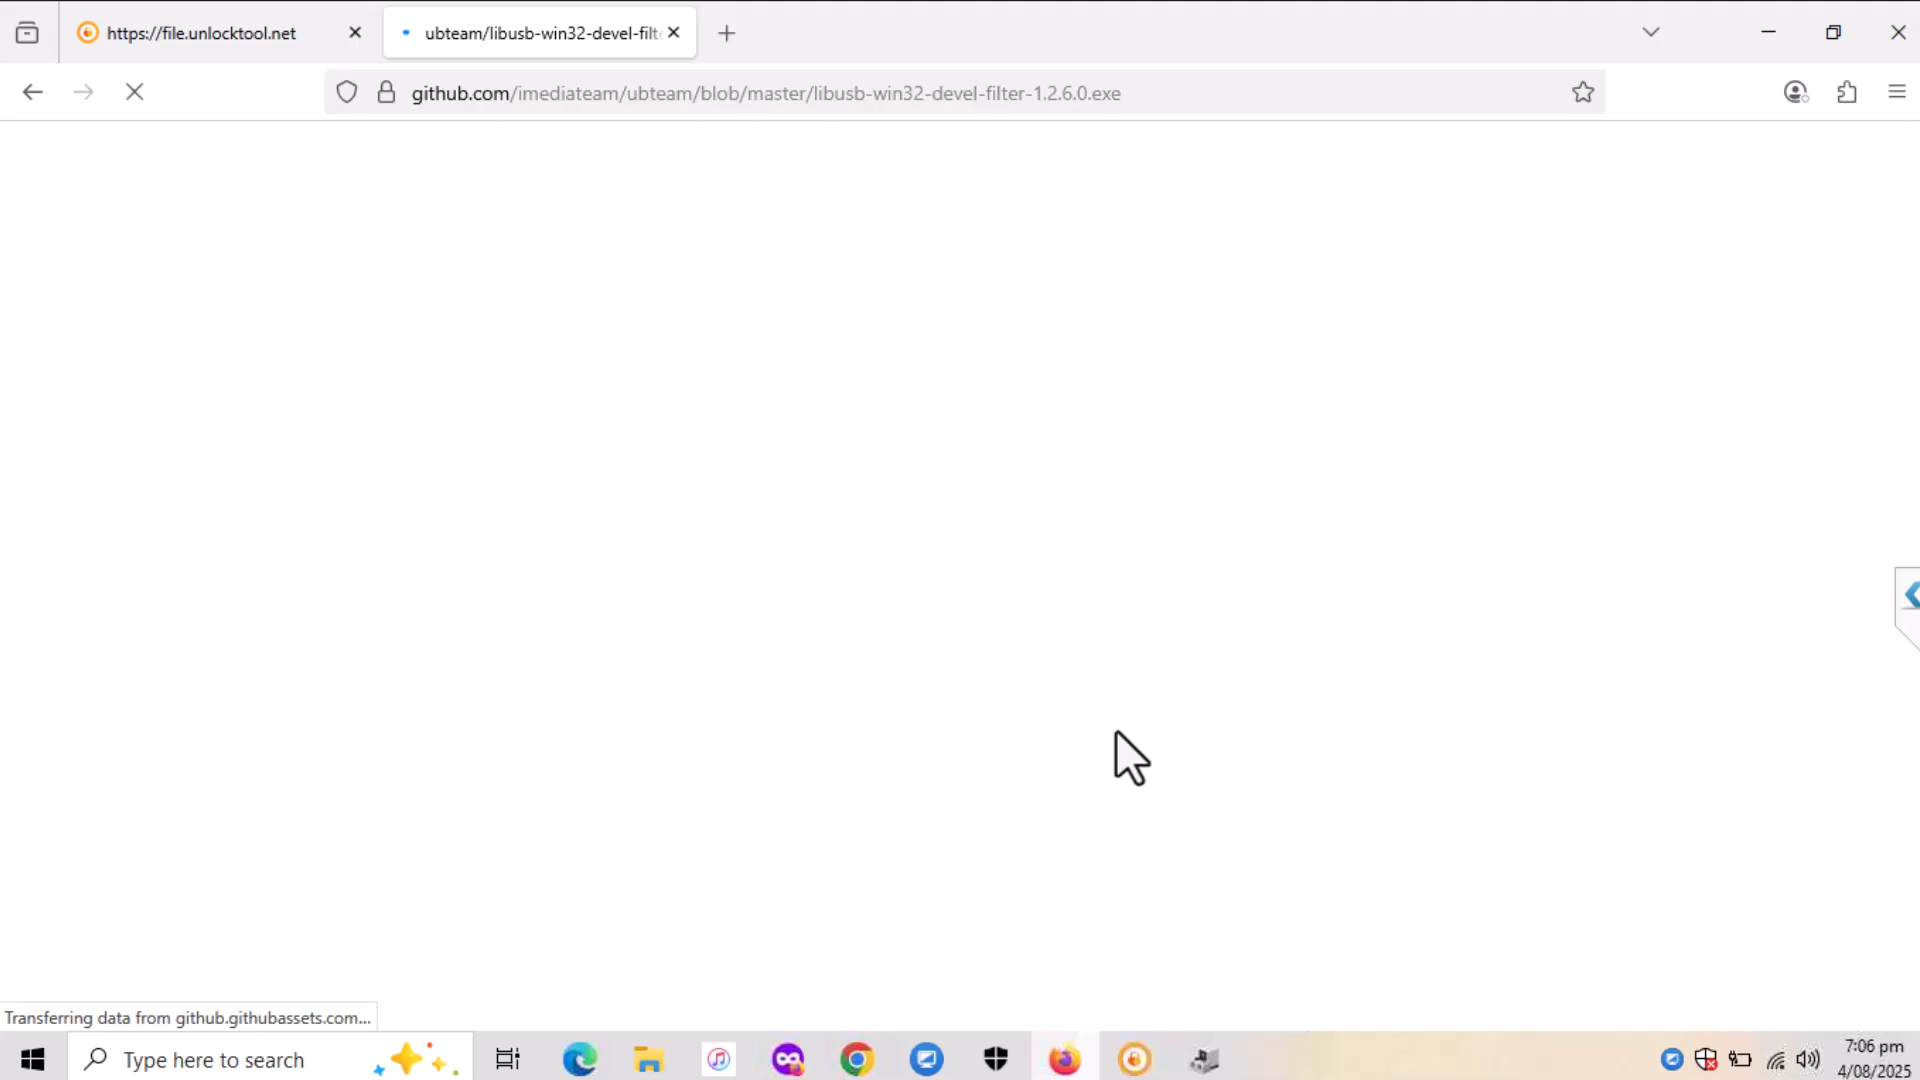 https://file.unlocktool.net
ubteam/libusb-win32-devel-filt
github.com/imediateam/ubteam/blob/master/libusb-win32-devel-filter-1.2.6.0.exe
Transferring data from github.githubassets.com...
Type here to search
7:06 pm
4/08/2025